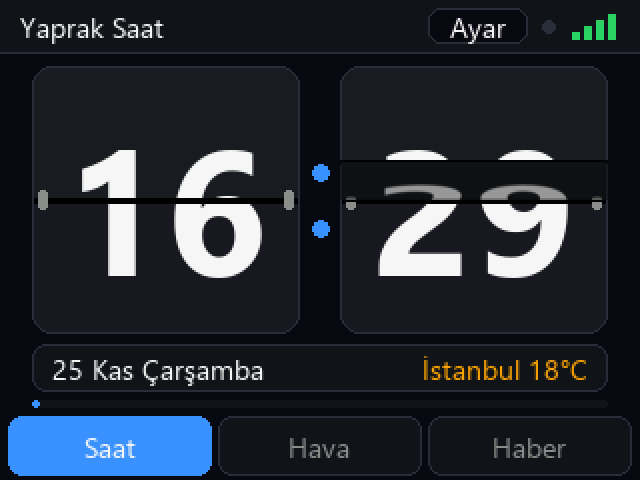 Yaprak Saat
Ayar
16
29
25 Kas Çarşamba
İstanbul 18°C
Saat
Hava
Haber